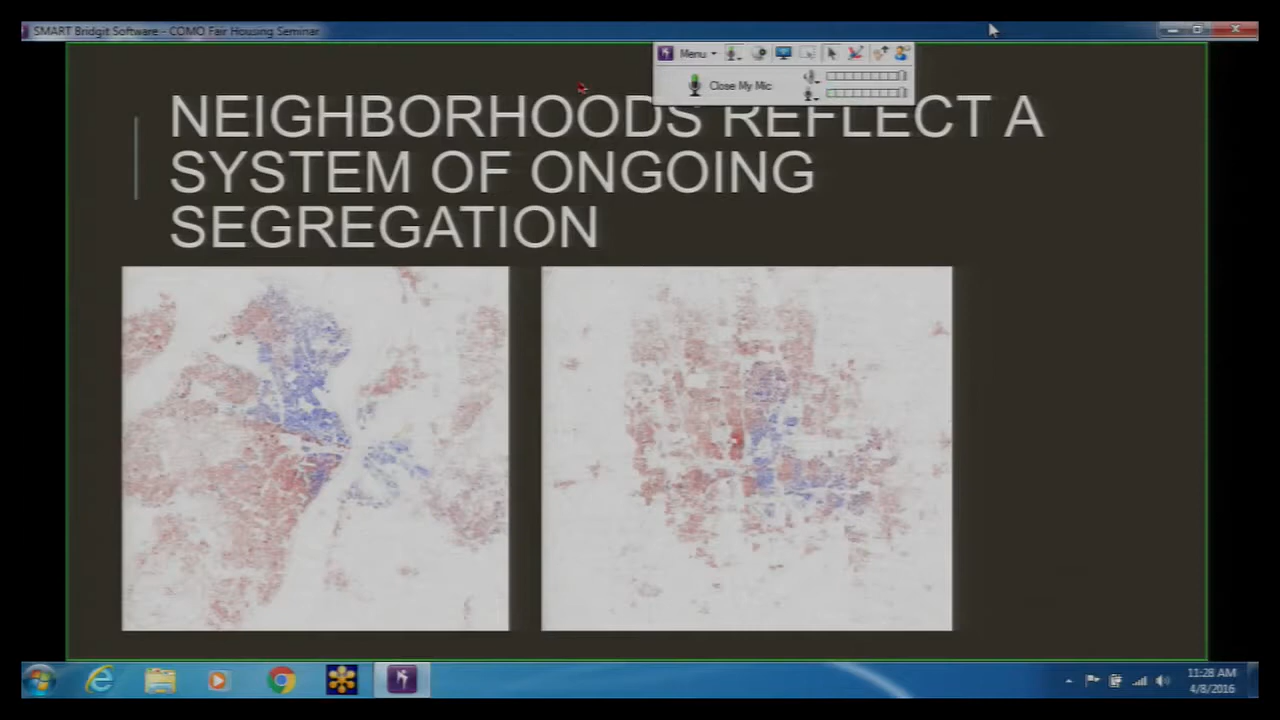 SMART Bridgit Software - COMO Fair Housing Seminar
Menu
Close My Mic
NEIGHBORHOODS REFLECT A
SYSTEM OF ONGOING
SEGREGATION
11:28 AM
4/8/2016